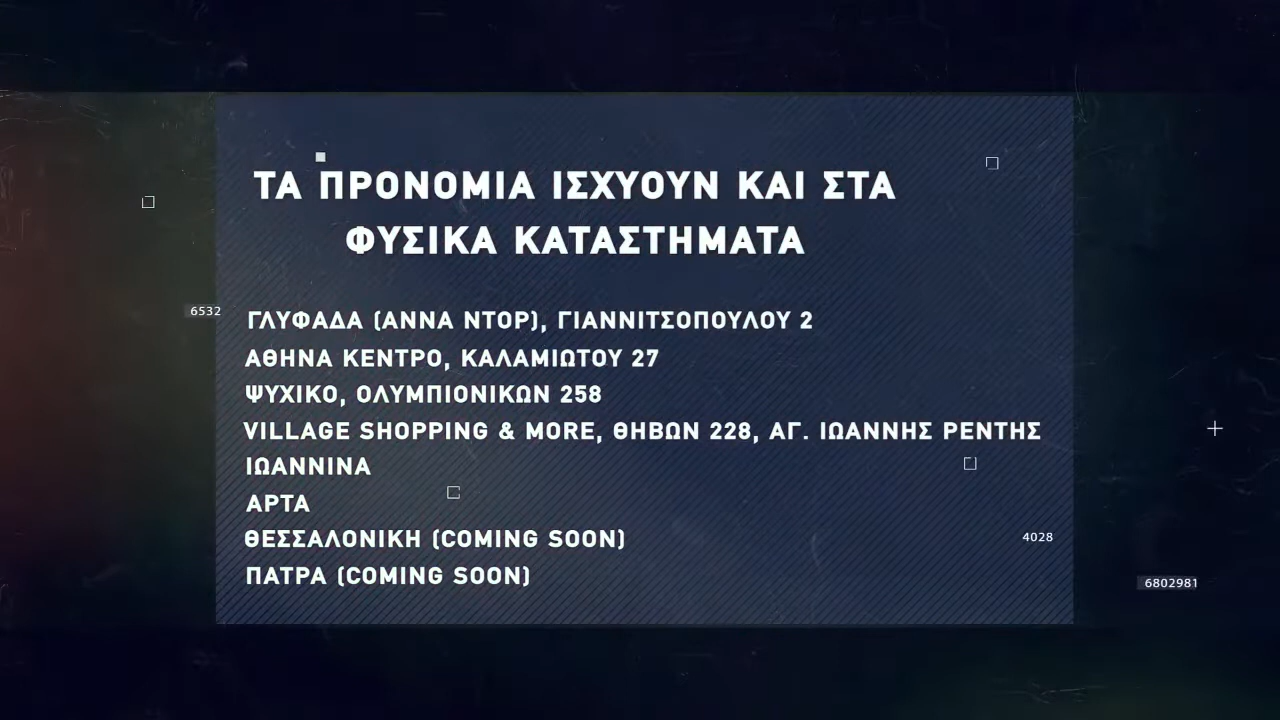 ΤΑ ΠΡΟΝΟΜΙΑ ΙΣΧΥΟΥΝ ΚΑΙ ΣΤΑ
ΦΥΣΙΚΑ ΚΑΤΑΣΤΗΜΑΤΑ
6532
ΓΛΥΦΑΔΑ (ΑΝΝΑ ΝΤΟΡ), ΓΙΑΝΝΙΤΣΟΠΟΥΛΟΥ 2
ΑΘΗΝΑ ΚΕΝΤΡΟ, ΚΑΛΑΜΙΩΤΟΥ 27
ΨΥΧΙΚΟ, ΟΛΥΜΠΙΟΝΙΚΩΝ 258
VILLAGE SHOPPING & MORE, ΘΗΒΩΝ 228, ΑΓ. ΙΩΑΝΝΗΣ ΡΕΝΤΗΣ
ΙΩΑΝΝΙΝΑ
ΑΡΤΑ
ΘΕΣΣΑΛΟΝΙΚΗ (COMING SOON)
4028
ΠΑΤΡΑ (COMING SOON)
6802981